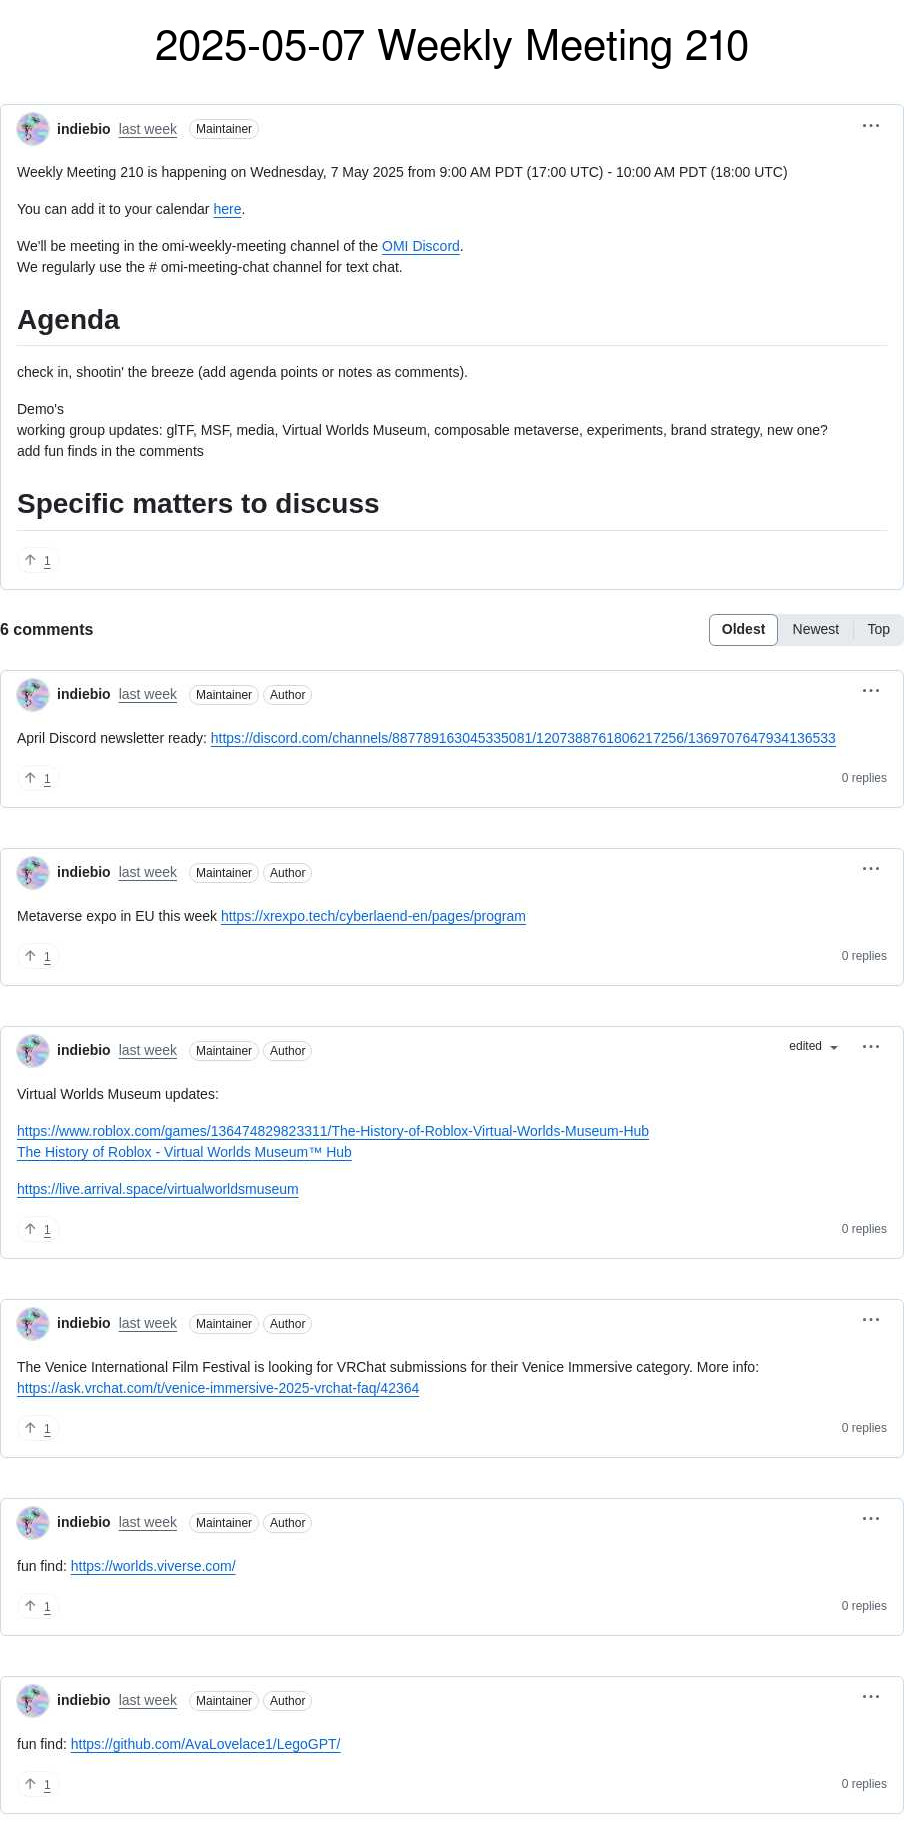 2025-05-07 Weekly Meeting 210
indiebio last week Maintainer
Weekly Meeting 210 is happening on Wednesday, 7 May 2025 from 9:00 AM PDT (17:00 UTC) - 10:00 AM PDT (18:00 UTC)
You can add it to your calendar here.
We'll be meeting in the omi-weekly-meeting channel of the OMI Discord.
We regularly use the # omi-meeting-chat channel for text chat.
Agenda
check in, shootin' the breeze (add agenda points or notes as comments).
Demo's
working group updates: glTF, MSF, media, Virtual Worlds Museum, composable metaverse, experiments, brand strategy, new one?
add fun finds in the comments
Specific matters to discuss
1
6 comments Oldest Newest Top
indiebio last week Maintainer Author
April Discord newsletter ready: https://discord.com/channels/887789163045335081/1207388761806217256/1369707647934136533
1 0 replies
indiebio last week Maintainer Author
Metaverse expo in EU this week https://xrexpo.tech/cyberlaend-en/pages/program
1 0 replies
indiebio last week Maintainer Author edited
Virtual Worlds Museum updates:
https://www.roblox.com/games/136474829823311/The-History-of-Roblox-Virtual-Worlds-Museum-Hub
The History of Roblox - Virtual Worlds Museum™ Hub
https://live.arrival.space/virtualworldsmuseum
1 0 replies
indiebio last week Maintainer Author
The Venice International Film Festival is looking for VRChat submissions for their Venice Immersive category. More info:
https://ask.vrchat.com/t/venice-immersive-2025-vrchat-faq/42364
1 0 replies
indiebio last week Maintainer Author
fun find: https://worlds.viverse.com/
1 0 replies
indiebio last week Maintainer Author
fun find: https://github.com/AvaLovelace1/LegoGPT/
1 0 replies